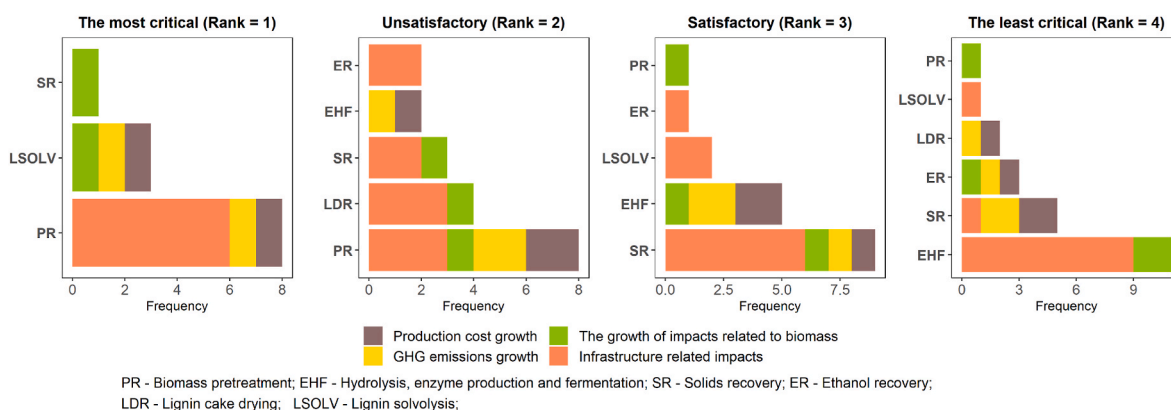 The most critical (Rank = 1)
SR
LSOLV
PR
0 2 4 6 8
Frequency
Unsatisfactory (Rank = 2)
ER
EHF
SR
LDR
PR
0 2 4 6 8
Frequency
Satisfactory (Rank = 3)
PR
ER
LSOLV
EHF
SR
0.0 2.5 5.0 7.5
Frequency
The least critical (Rank = 4)
PR
LSOLV
LDR
ER
SR
EHF
0 3 6 9
Frequency
Production cost growth The growth of impacts related to biomass
GHG emissions growth Infrastructure related impacts
PR - Biomass pretreatment; EHF - Hydrolysis, enzyme production and fermentation; SR - Solids recovery; ER - Ethanol recovery;
LDR - Lignin cake drying; LSOLV - Lignin solvolysis;